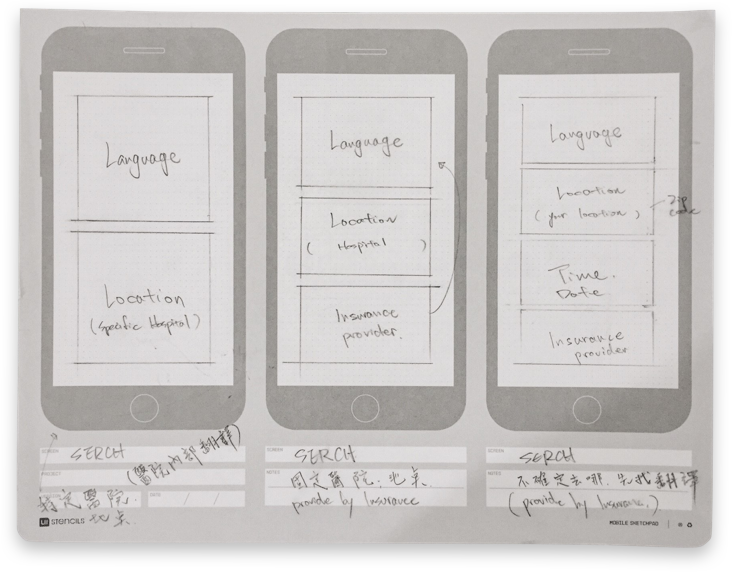 Language
Location
(Specific Hospital)
Language
Location
( Hospital )
Insurance
provider.
Language
Location
( your location )
Zip
code
Time.
Date
Insurance
provider
SCREEN
SERCH
(醫院內部翻譯)
PROJECT
特定醫院.
地点.
DATE
/ /
UI STENCILS
SCREEN
SERCH
NOTES
固定醫院.地点.
provide by Insurance
SCREEN
SERCH
NOTES
不確定去哪.先找翻譯
(provide by Insurance.)
MOBILE SKETCHPAD